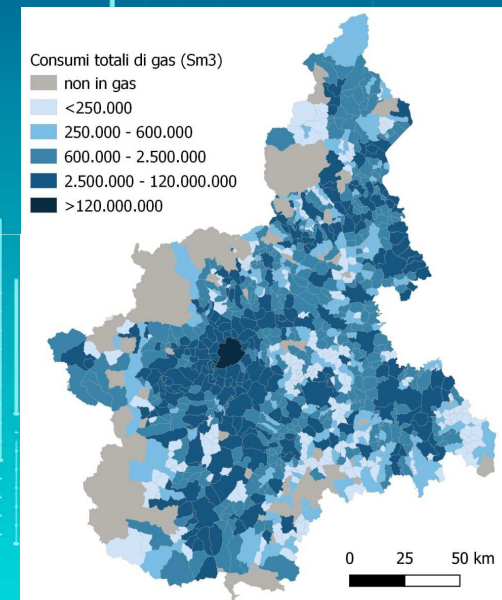 Consumi totali di gas (Sm3)
non in gas
<250.000
250.000 - 600.000
600.000 - 2.500.000
2.500.000 - 120.000.000
>120.000.000
0 25 50 km